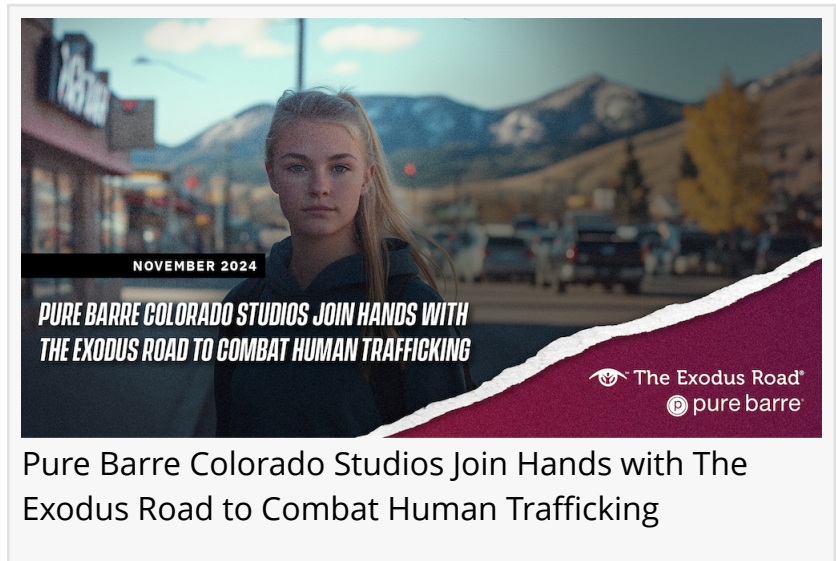 NOVEMBER 2024
PURE BARRE COLORADO STUDIOS JOIN HANDS WITH
THE EXODUS ROAD TO COMBAT HUMAN TRAFFICKING
The Exodus Road®
p pure barre®
Pure Barre Colorado Studios Join Hands with The
Exodus Road to Combat Human Trafficking